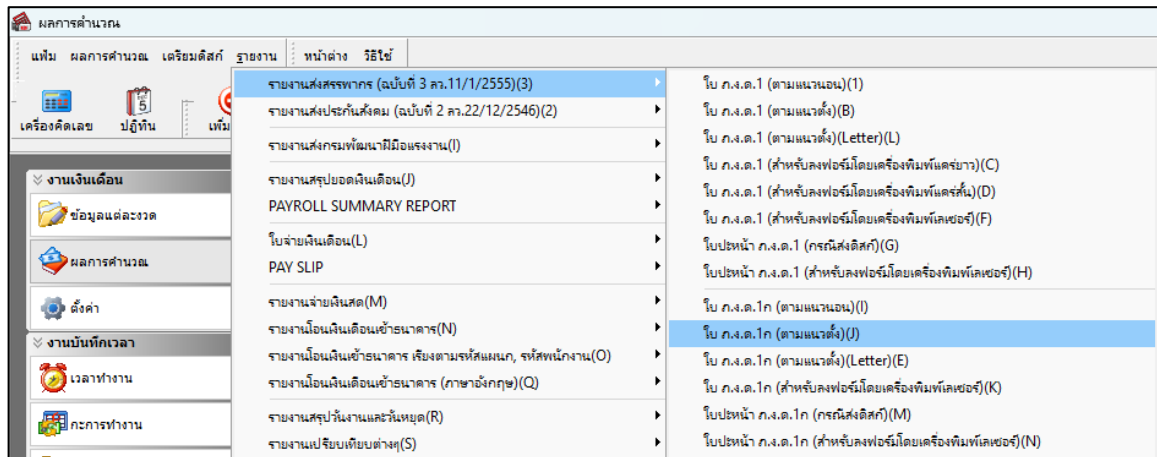 ผลการคำนวณ
แฟ้ม ผลการคำนวณ เตรียมดิสก์ รายงาน หน้าต่าง วิธีใช้
5
เครื่องคิดเลข ปฏิทิน เพิ่ม
งานเงินเดือน
ข้อมูลแต่ละงวด
ผลการคำนวณ
ตั้งค่า
งานบันทึกเวลา
เวลาทำงาน
กะการทำงาน
รายงานส่งสรรพากร (ฉบับที่ 3 ลว.11/1/2555)(3)
รายงานส่งประกันสังคม (ฉบับที่ 2 ลว.22/12/2546)(2)
รายงานส่งกรมพัฒนาฝีมือแรงงาน(I)
รายงานสรุปยอดเงินเดือน(J)
PAYROLL SUMMARY REPORT
ใบจ่ายเงินเดือน(L)
PAY SLIP
รายงานจ่ายเงินสด(M)
รายงานโอนเงินเดือนเข้าธนาคาร(N)
รายงานโอนเงินเข้าธนาคาร เรียงตามรหัสแผนก, รหัสพนักงาน(O)
รายงานโอนเงินเดือนเข้าธนาคาร (ภาษาอังกฤษ)(Q)
รายงานสรุปวันงานและวันหยุด(R)
รายงานเปรียบเทียบต่างๆ(S)
ใบ ภ.ง.ด.1 (ตามแนวนอน)(1)
ใบ ภ.ง.ด.1 (ตามแนวตั้ง)(B)
ใบ ภ.ง.ด.1 (ตามแนวตั้ง)(Letter)(L)
ใบ ภ.ง.ด.1 (สำหรับลงฟอร์มโดยเครื่องพิมพ์แคร่ยาว)(C)
ใบ ภ.ง.ด.1 (สำหรับลงฟอร์มโดยเครื่องพิมพ์แคร่สั้น)(D)
ใบ ภ.ง.ด.1 (สำหรับลงฟอร์มโดยเครื่องพิมพ์เลเซอร์)(F)
ใบปะหน้า ภ.ง.ด.1 (กรณีส่งดิสก์)(G)
ใบปะหน้า ภ.ง.ด.1 (สำหรับลงฟอร์มโดยเครื่องพิมพ์เลเซอร์)(H)
ใบ ภ.ง.ด.1ก (ตามแนวนอน)(I)
ใบ ภ.ง.ด.1ก (ตามแนวตั้ง)(J)
ใบ ภ.ง.ด.1ก (ตามแนวตั้ง)(Letter)(E)
ใบ ภ.ง.ด.1ก (สำหรับลงฟอร์มโดยเครื่องพิมพ์เลเซอร์)(K)
ใบปะหน้า ภ.ง.ด.1ก (กรณีส่งดิสก์)(M)
ใบปะหน้า ภ.ง.ด.1ก (สำหรับลงฟอร์มโดยเครื่องพิมพ์เลเซอร์)(N)